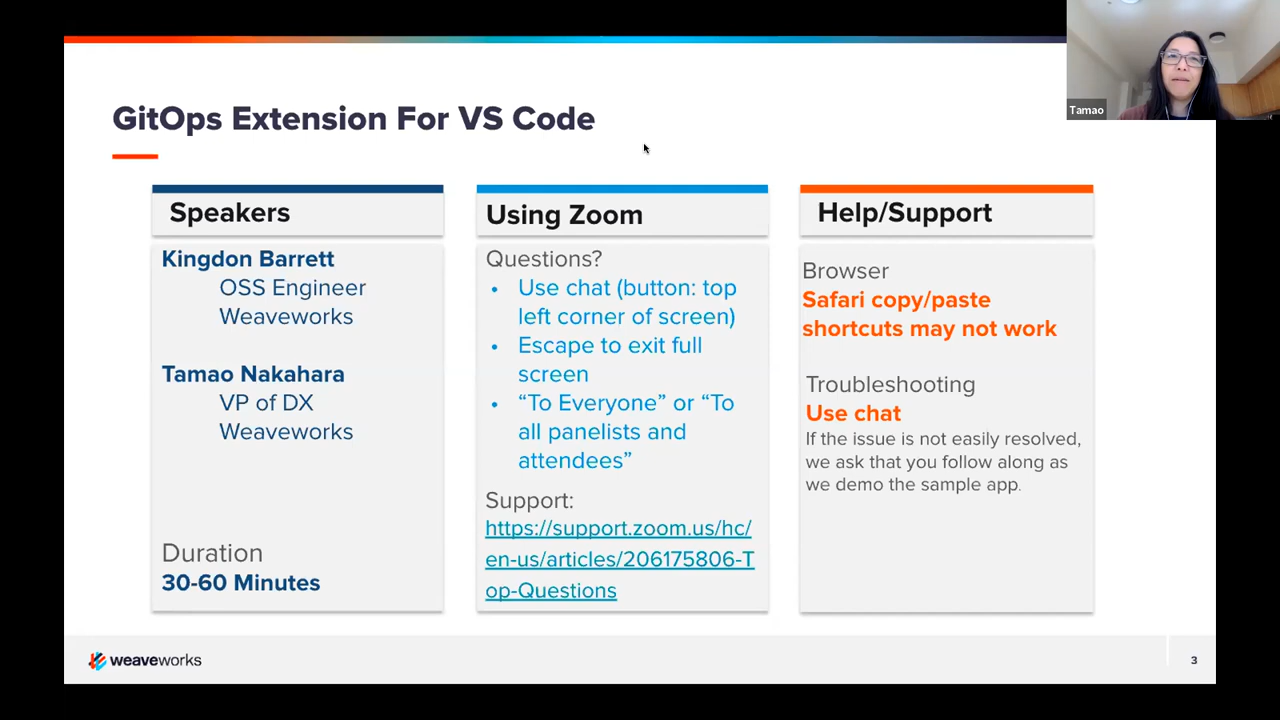 Tamao
GitOps Extension For VS Code
Speakers
Kingdon Barrett
OSS Engineer
Weaveworks
Tamao Nakahara
VP of DX
Weaveworks
Duration
30-60 Minutes
Using Zoom
Questions?
• Use chat (button: top
left corner of screen)
• Escape to exit full
screen
• “To Everyone” or “To
all panelists and
attendees”
Support:
https://support.zoom.us/hc/
en-us/articles/206175806-T
op-Questions
Help/Support
Browser
Safari copy/paste
shortcuts may not work
Troubleshooting
Use chat
If the issue is not easily resolved,
we ask that you follow along as
we demo the sample app.
weaveworks
3